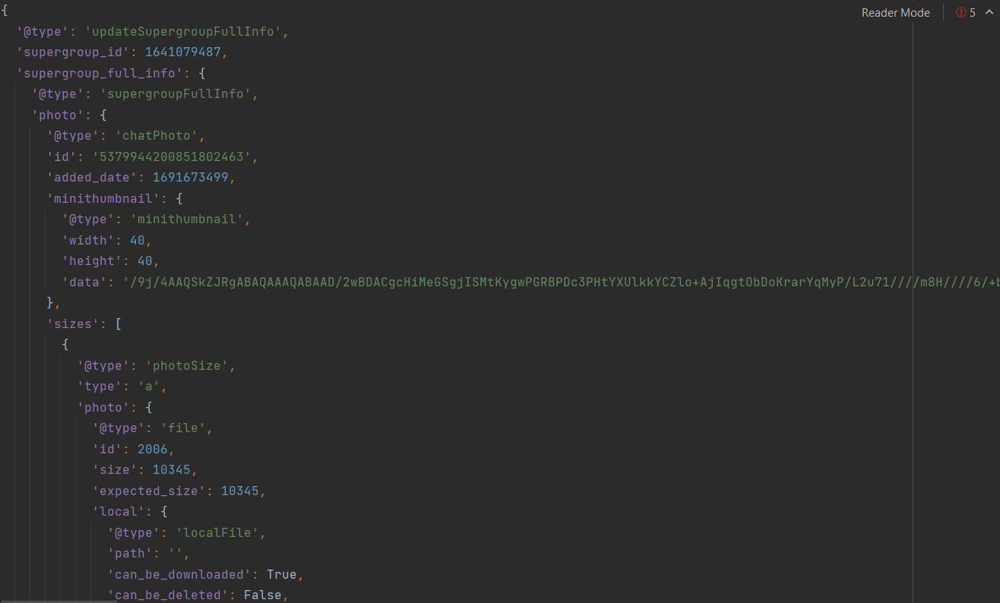 {
Reader Mode
5
'@type': 'updateSupergroupFullInfo',
'supergroup_id': 1641079487,
'supergroup_full_info': {
'@type': 'supergroupFullInfo',
'photo': {
'@type': 'chatPhoto',
'id': '5379944200851802463',
'added_date': 1691673499,
'minithumbnail': {
'@type': 'minithumbnail',
'width': 40,
'height': 40,
'data': '/9j/4AAQSkZJRgABAQAAAQABAAD/2wBDACgcHiMeGSgjISMtKygwPGRBPDc3PHtYXUlkkYCZlo+AjIqgtObDoKrarYqMyP/L2u71////m8H////6/+b
},
'sizes': [
{
'@type': 'photoSize',
'type': 'a',
'photo': {
'@type': 'file',
'id': 2006,
'size': 10345,
'expected_size': 10345,
'local': {
'@type': 'localFile',
'path': '',
'can_be_downloaded': True,
'can_be_deleted': False,